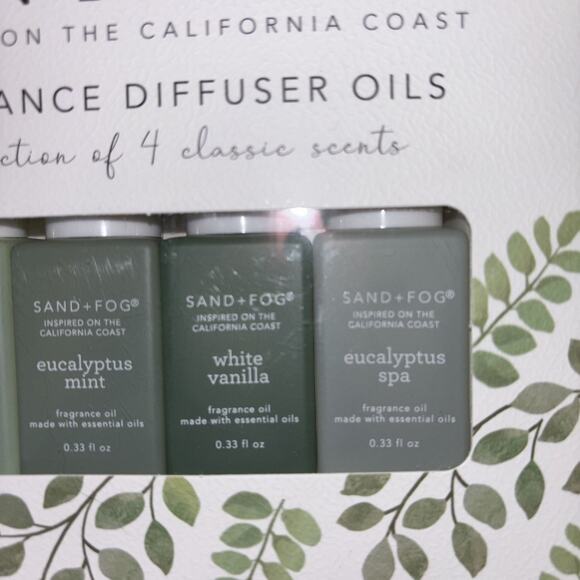 ON THE CALIFORNIA COAST
ANCE DIFFUSER OILS
ction of 4 classic scents
SAND+FOG®
INSPIRED ON THE
CALIFORNIA COAST
eucalyptus
mint
fragrance oil
made with essential oils
0.33 fl oz
SAND+FOG®
INSPIRED ON THE
CALIFORNIA COAST
white
vanilla
fragrance oil
made with essential oils
0.33 fl oz
SAND+FOG®
INSPIRED ON THE
CALIFORNIA COAST
eucalyptus
spa
fragrance oil
made with essential oils
0.33 fl oz